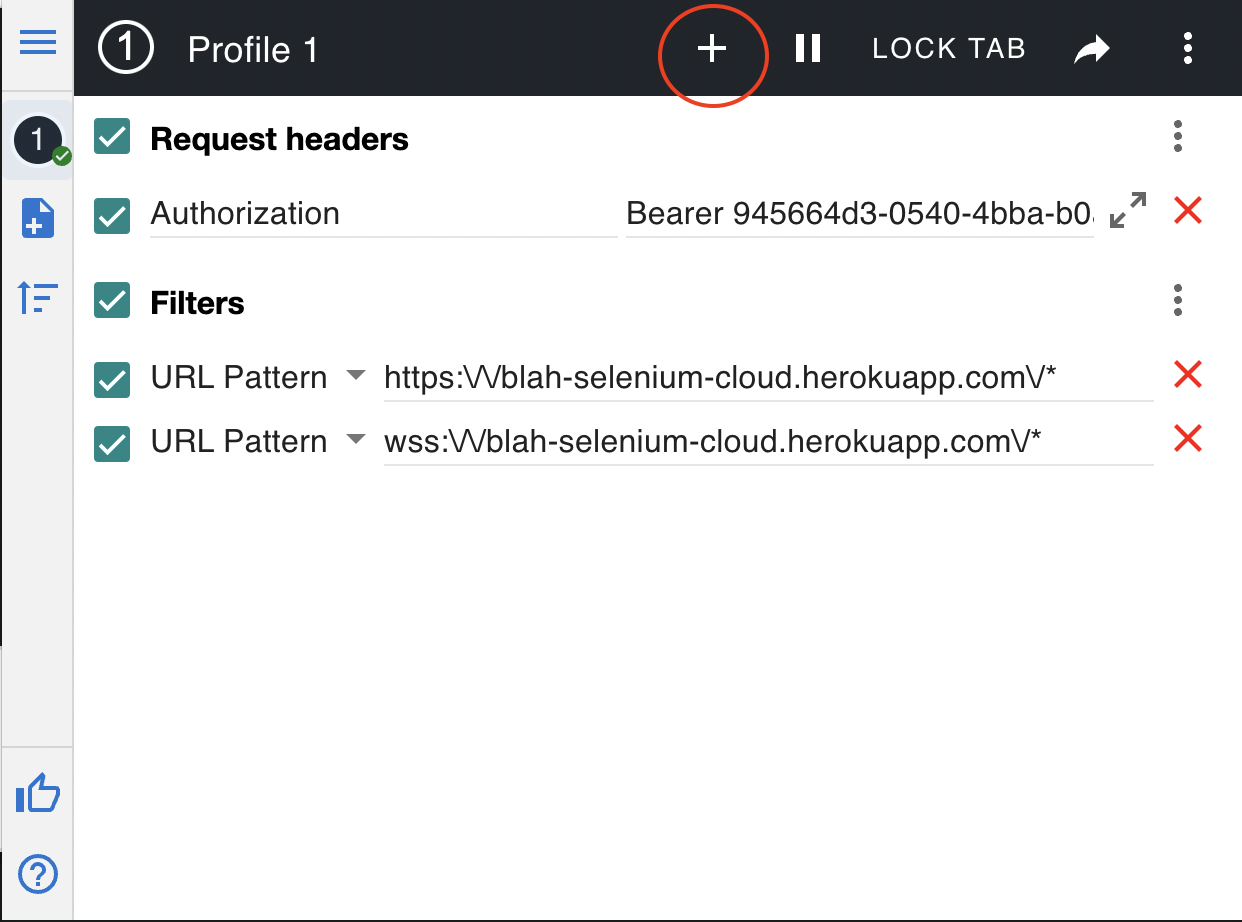 1 Profile 1 LOCK TAB
1
Request headers
Authorization Bearer 945664d3-0540-4bba-b0
Filters
URL Pattern https:\/\/blah-selenium-cloud.herokuapp.com\/*
URL Pattern wss:\/\/blah-selenium-cloud.herokuapp.com\/*